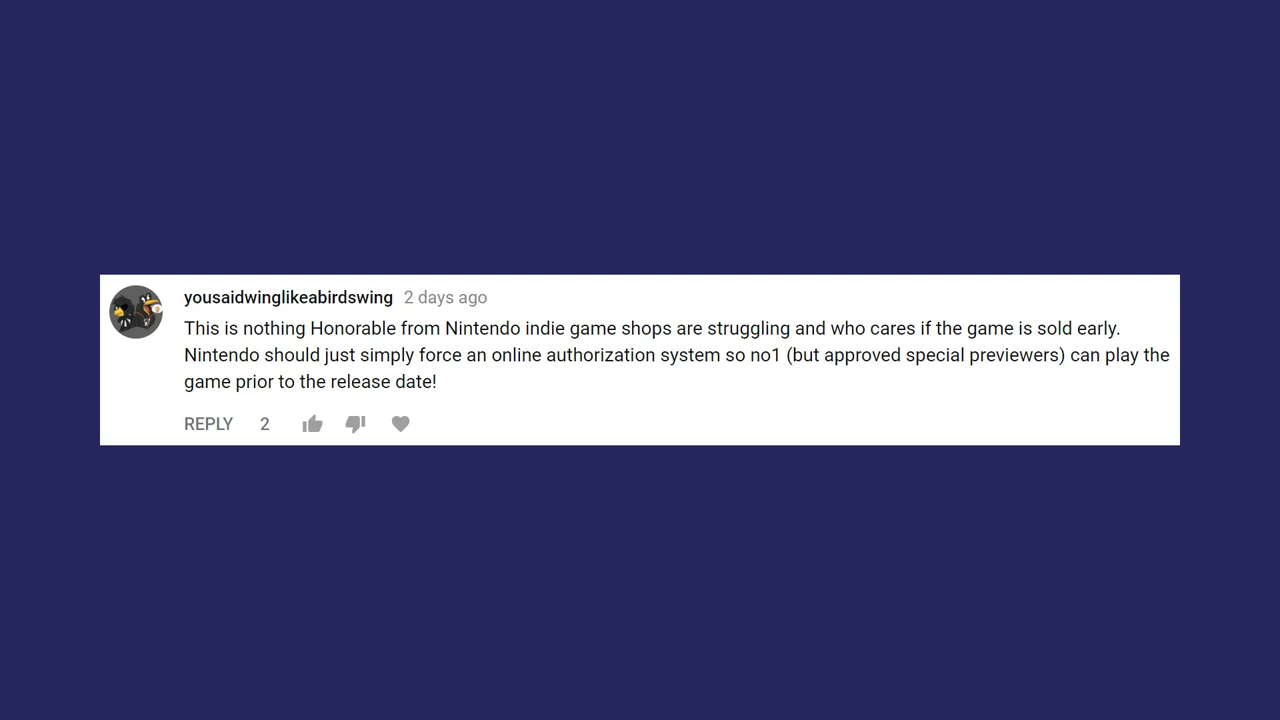 yousaidwinglikeabirdswing 2 days ago
This is nothing Honorable from Nintendo indie game shops are struggling and who cares if the game is sold early.
Nintendo should just simply force an online authorization system so no1 (but approved special previewers) can play the
game prior to the release date!
REPLY 2